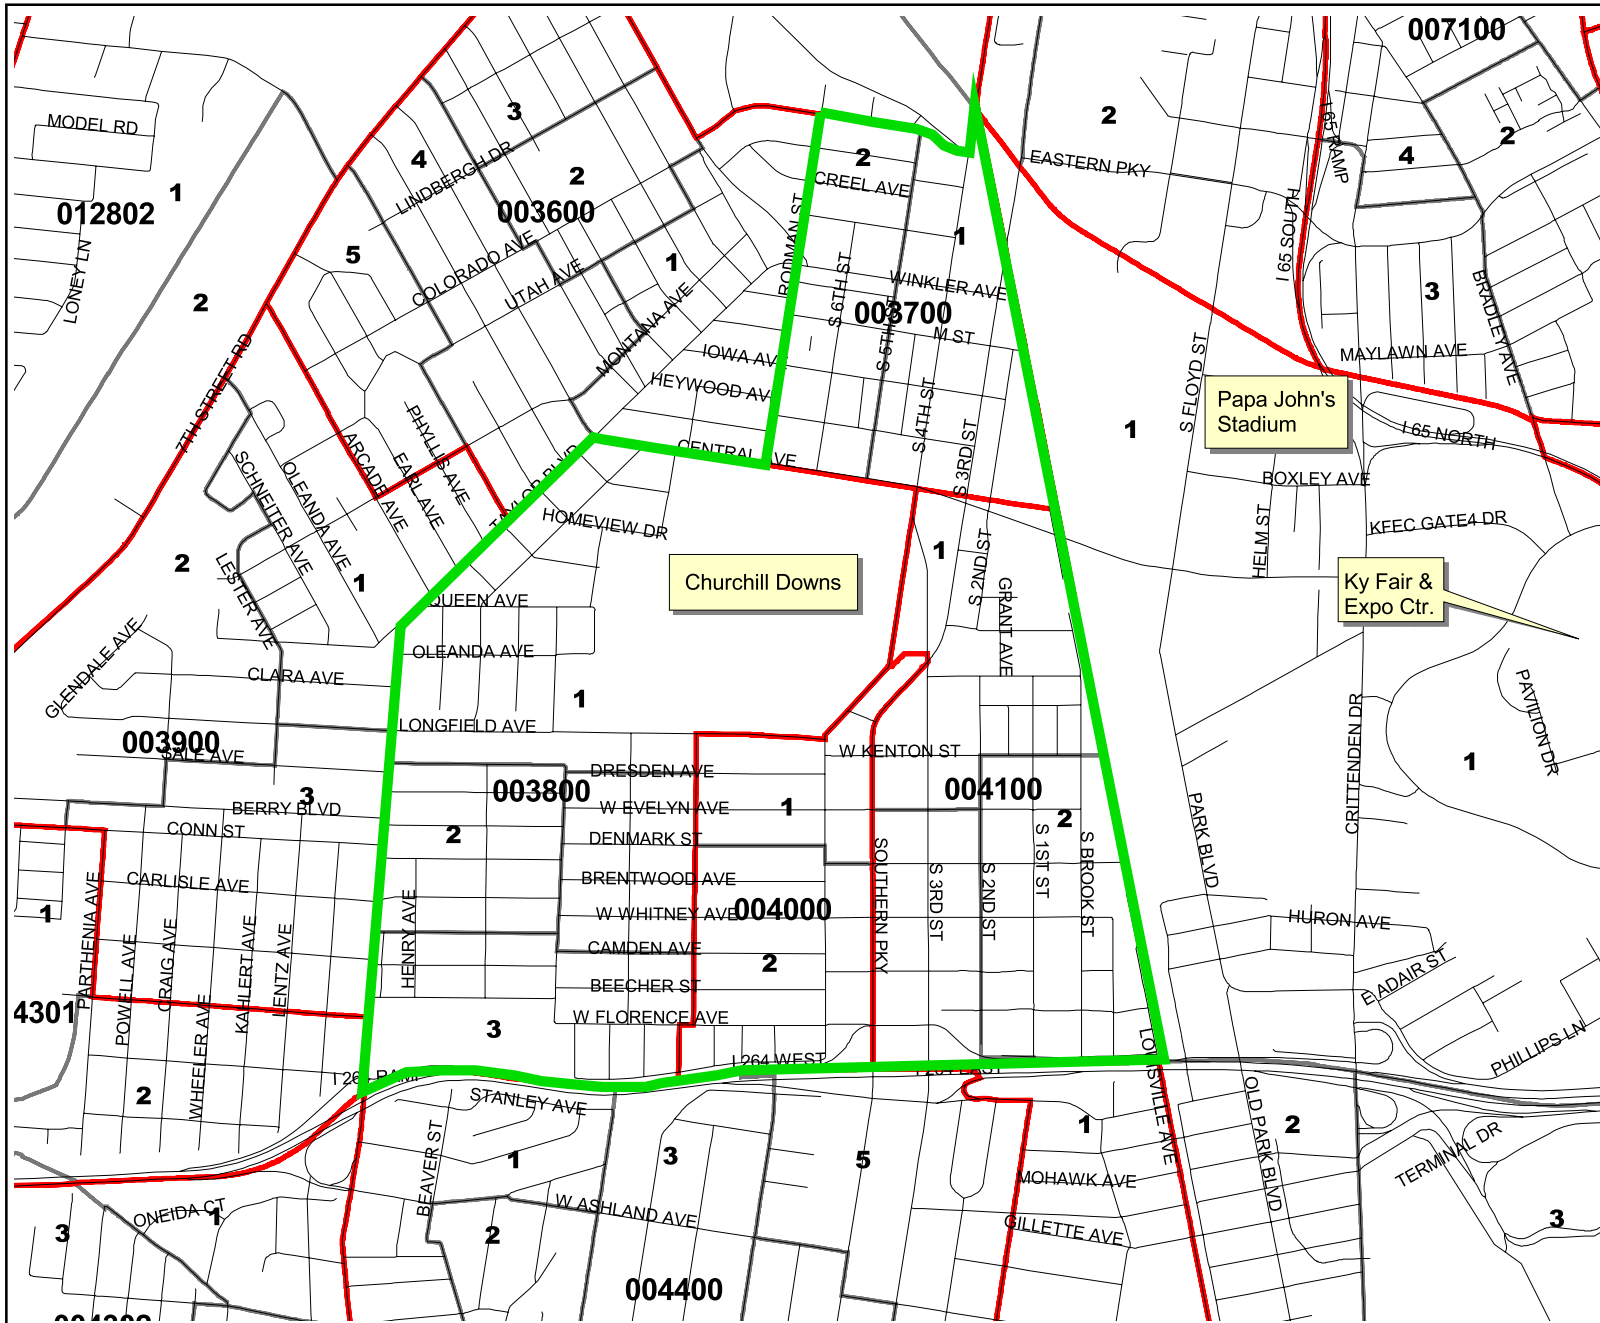 007100
MODEL RD
3
2
I 65 RAMP
2
4
LINDBERGH DR
2
2
CREEL AVE
EASTERN PKY
4
1
012802
003600
5
COLORADO AVE
UTAH AVE
1
RODMAN ST
S 6TH ST
1
WINKLER AVE
I 65 SOUTH
3
BRADLEY AVE
LONEY LN
2
003700
M ST
S 5TH ST
MONTANA AVE
IOWA AVE
HEYWOOD AVE
S FLOYD ST
MAYLAWN AVE
7TH STREET RD
Papa John's
Stadium
1
I 65 NORTH
S 4TH ST
S 3RD ST
CENTRAL AVE
TAYLOR BLVD
PHYLLIS AVE
EARL AVE
ARCADE AVE
OLEANDA AVE
SCHNEITER AVE
BOXLEY AVE
HOMEVIEW DR
KFEC GATE4 DR
HELM ST
2
LESTER AVE
1
Churchill Downs
1
S 2ND ST
GRANT AVE
Ky Fair &
Expo Ctr.
QUEEN AVE
GLENDALE AVE
OLEANDA AVE
CLARA AVE
1
LONGFIELD AVE
PAVILION DR
CRITTENDEN DR
003900
SALE AVE
W KENTON ST
1
DRESDEN AVE
003800
004100
3
BERRY BLVD
W EVELYN AVE
1
2
CONN ST
2
DENMARK ST
PARK BLVD
SOUTHERN PKY
S 3RD ST
S 2ND ST
S 1ST ST
S BROOK ST
CARLISLE AVE
BRENTWOOD AVE
1
W WHITNEY AVE
004000
HURON AVE
PARTHENIA AVE
POWELL AVE
CRAIG AVE
WHEELER AVE
KAHLERT AVE
LENTZ AVE
HENRY AVE
CAMDEN AVE
2
E ADAIR ST
BEECHER ST
4301
W FLORENCE AVE
3
PHILLIPS LN
I 264 WEST
I 264 RAMP
I 264 EAST
LOUISVILLE AVE
OLD PARK BLVD
2
STANLEY AVE
1
2
BEAVER ST
1
3
5
TERMINAL DR
MOHAWK AVE
ONEIDA CT
1
W ASHLAND AVE
GILLETTE AVE
3
2
3
004400